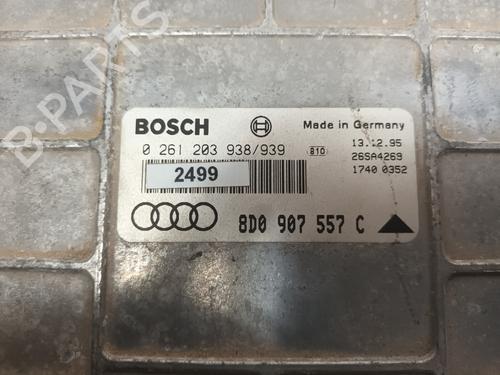 B-PARTS
BOSCH
Made in Germany
0 261 203 938/939
810
13.12.95
26SA4269
1740 0352
2499
8D0 907 557 C